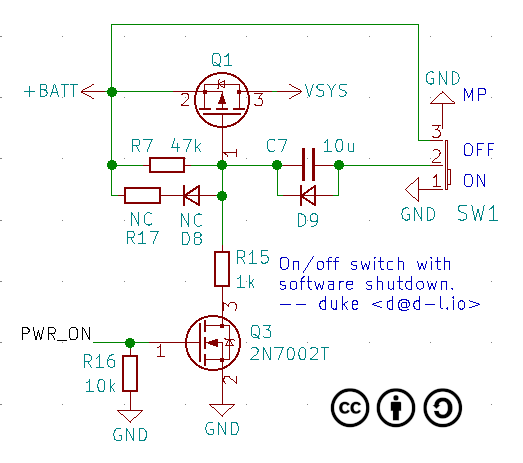 Q1
+BATT
2
3
VSYS
GND
MP
1
R7
47k
C7
10u
3
2
1
OFF
ON
NC
NC
D9
GND
SW1
R17
D8
R15
1k
On/off switch with
software shutdown.
-- duke <d@d-l.io>
3
PWR_ON
Q3
1
2N7002T
R16
10k
2
GND
GND
cc